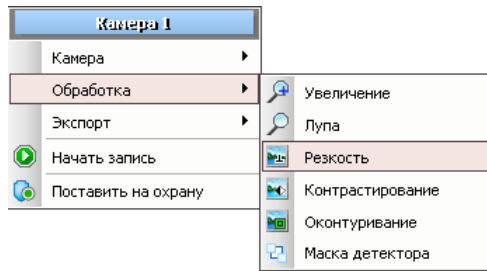 Камера 1
Камера
Обработка
Экспорт
Начать запись
Поставить на охрану
Увеличение
Лупа
Резкость
Контрастирование
Оконтуривание
Маска детектора